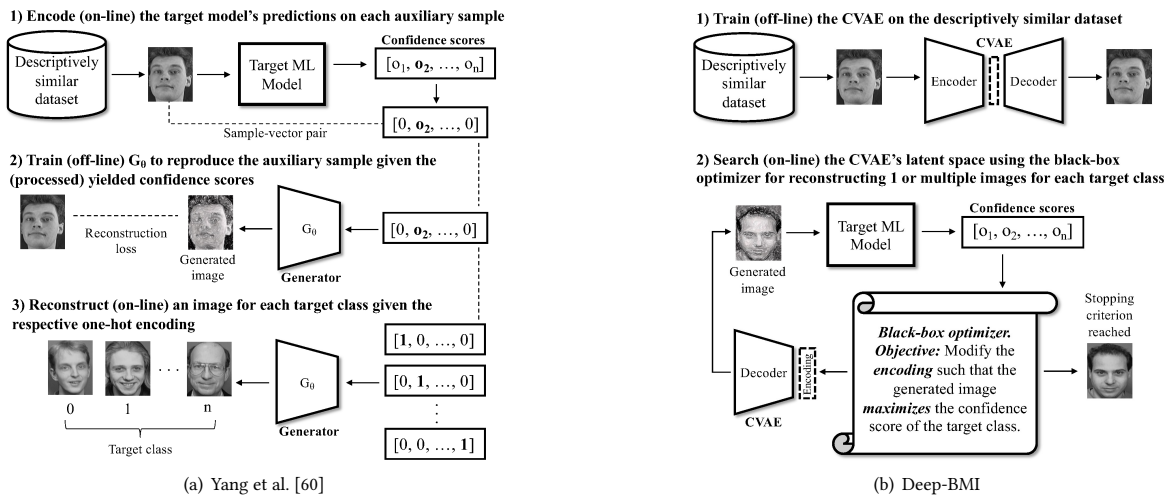 1) Encode (on-line) the target model's predictions on each auxiliary sample
Descriptively
similar
dataset
Target ML
Model
Confidence scores
[o₁, o₂, …, oₙ]
[0, o₂, …, 0]
Sample-vector pair
2) Train (off-line) Gθ to reproduce the auxiliary sample given the
(processed) yielded confidence scores
Reconstruction
loss
Generated
image
Gθ
Generator
[0, o₂, …, 0]
3) Reconstruct (on-line) an image for each target class given the
respective one-hot encoding
0
1
. . .
n
Target class
Gθ
Generator
[1, 0, …, 0]
[0, 1, …, 0]
[0, 0, …, 1]
(a) Yang et al. [60]
1) Train (off-line) the CVAE on the descriptively similar dataset
Descriptively
similar
dataset
CVAE
Encoder
Decoder
2) Search (on-line) the CVAE's latent space using the black-box
optimizer for reconstructing 1 or multiple images for each target class
Generated
image
Target ML
Model
Confidence scores
[o₁, o₂, …, oₙ]
Decoder
Encoding
CVAE
Black-box optimizer.
Objective: Modify the
encoding such that the
generated image
maximizes the confidence
score of the target class.
Stopping
criterion
reached
(b) Deep-BMI